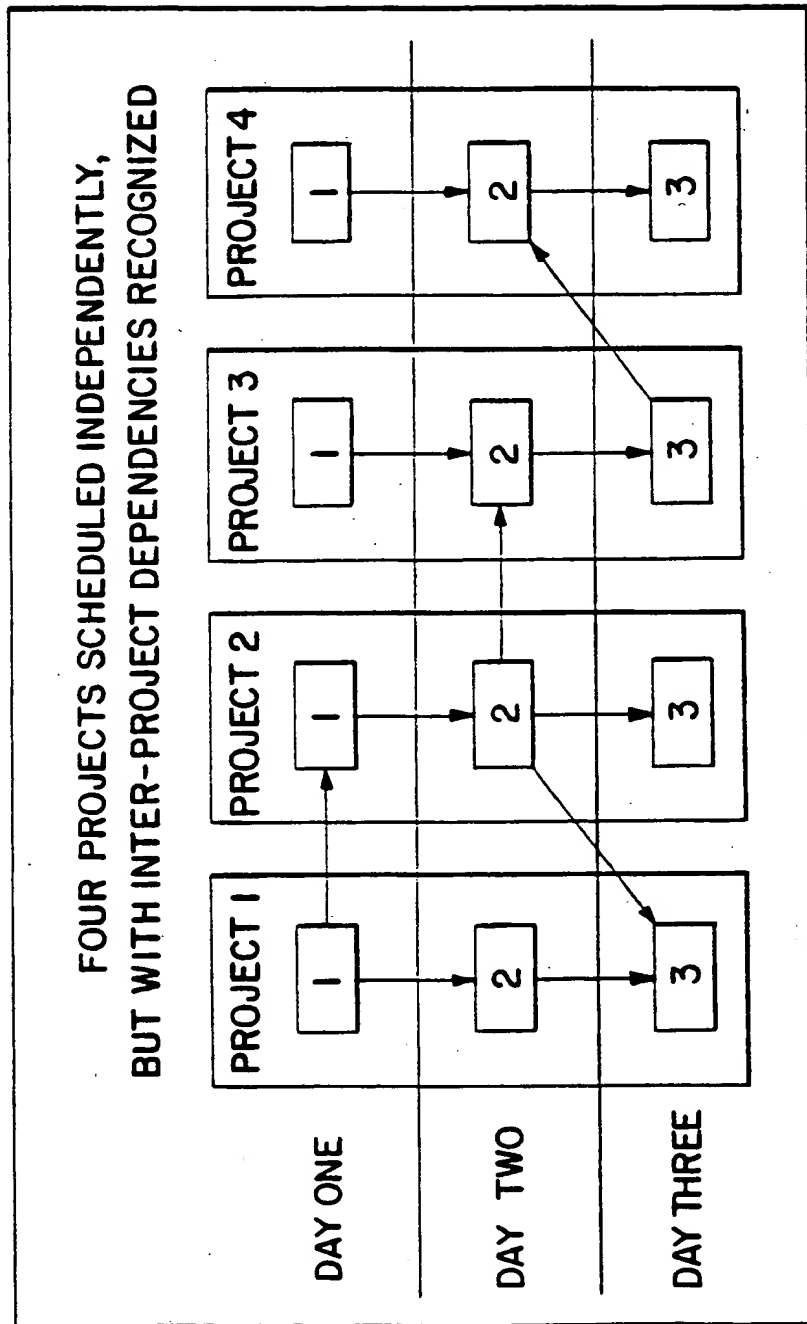 FOUR PROJECTS SCHEDULED INDEPENDENTLY,
BUT WITH INTER-PROJECT DEPENDENCIES RECOGNIZED
PROJECT 1
PROJECT 2
PROJECT 3
PROJECT 4
DAY ONE
1
1
1
1
DAY TWO
2
2
2
2
DAY THREE
3
3
3
3